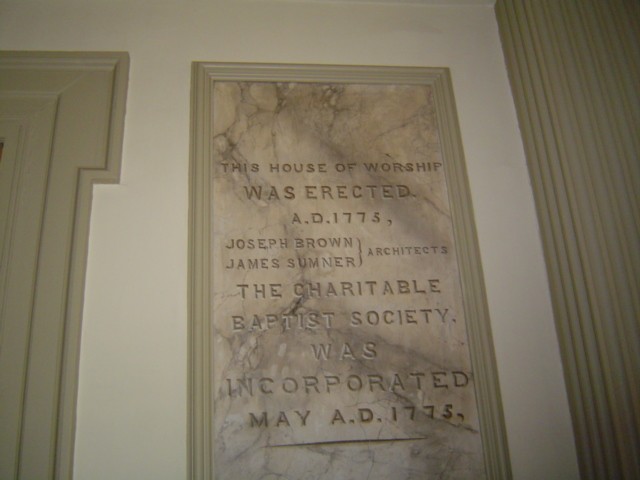 THIS HOUSE OF WORSHIP
WAS ERECTED.
A.D.1775,
JOSEPH BROWN } ARCHITECTS
JAMES SUMNER
THE CHARITABLE
BAPTIST SOCIETY.
WAS
INCORPORATED
MAY A.D.1775,